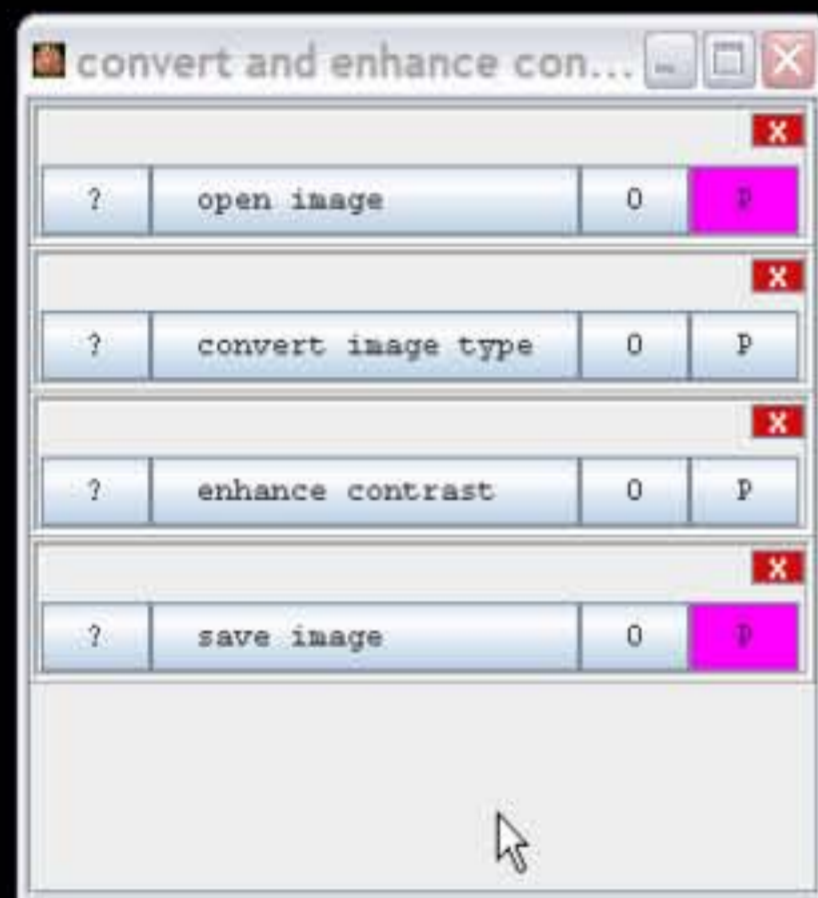 convert and enhance con...
X
? open image O P
X
? convert image type O P
X
? enhance contrast O P
X
? save image O P